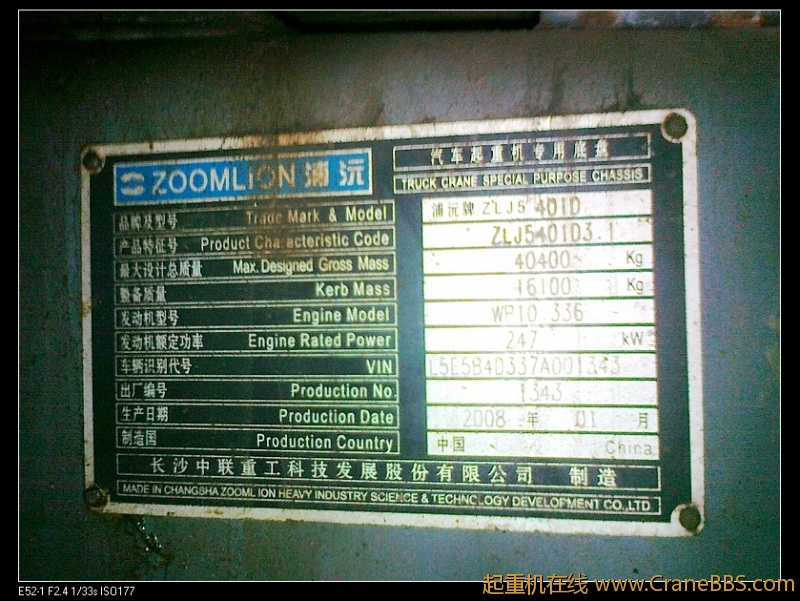 ZOOMLION 浦沅
汽车起重机专用底盘
TRUCK CRANE SPECIAL PURPOSE CHASSIS
品牌及型号 Trade Mark & Model 浦沅牌 ZLJ5401D
产品特征号 Product Characteristic Code ZLJ5401D3.1
最大设计总质量 Max. Designed Gross Mass 40400 Kg
整备质量 Kerb Mass 16100 Kg
发动机型号 Engine Model WP10.336
发动机额定功率 Engine Rated Power 247 kW
车辆识别代号 VIN L5E5B4D337A001343
出厂编号 Production No. 1343
生产日期 Production Date 2008 年 01 月
制造国 Production Country 中国 China
长沙中联重工科技发展股份有限公司 制造
MADE IN CHANGSHA ZOOMLION HEAVY INDUSTRY SCIENCE & TECHNOLOGY DEVELOPMENT CO.,LTD
E52-1 F2.4 1/33s ISO177
起重机在线 www.CraneBBS.com